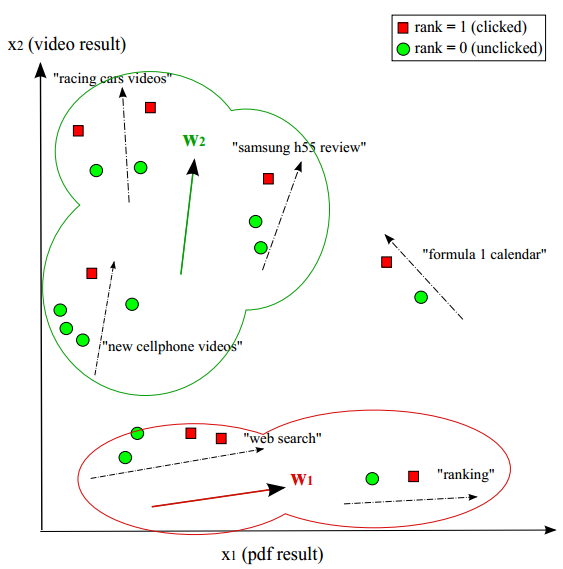 rank = 1 (clicked)
rank = 0 (unclicked)
x2 (video result)
"racing cars videos"
w2
"samsung h55 review"
"formula 1 calendar"
"new cellphone videos"
"web search"
"ranking"
w1
x1 (pdf result)